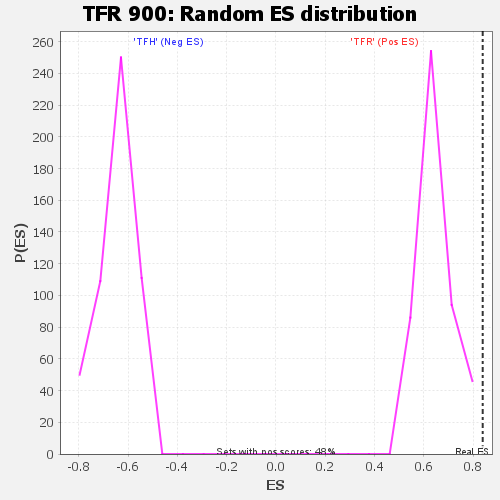 TFR 900: Random ES distribution
'TFH' (Neg ES) 'TFR' (Pos ES)
260
240
220
200
180
160
140
120
100
80
60
40
20
0
P(ES)
Sets with pos scores: 48% Real ES
-0.8 -0.6 -0.4 -0.2 0.0 0.2 0.4 0.6 0.8
ES